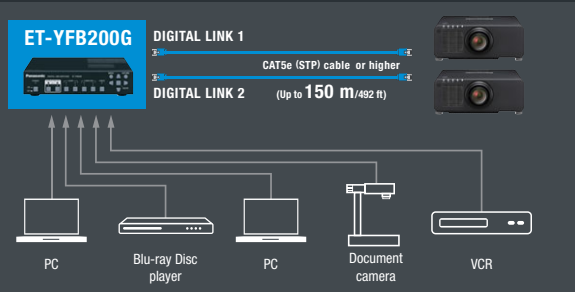 ET-YFB200G
DIGITAL LINK 1
CAT5e (STP) cable or higher
DIGITAL LINK 2
(Up to 150 m/492 ft)
Panasonic
PC
Blu-ray Disc
player
PC
Document
camera
VCR